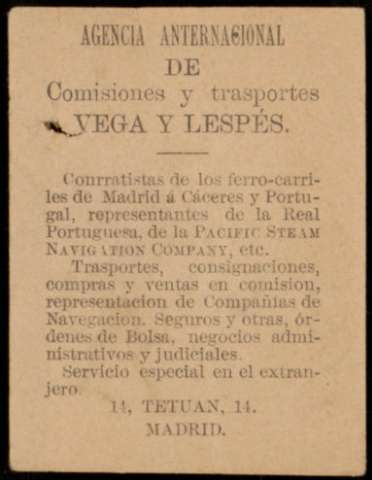 AGENCIA ANTERNACIONAL
DE
Comisiones y trasportes
VEGA Y LESPÉS.
Conrratistas de los ferro-carri-
les de Madrid á Cáceres y Portu-
gal, representantes de la Real
Portuguesa, de la PACIFIC STEAM
NAVIGATION COMPANY, etc.
Trasportes, consignaciones,
compras y ventas en comision,
representacion de Compañias de
Navegacion. Seguros y otras, ór-
denes de Bolsa, negocios admi-
nistrativos y judiciales.
Servicio especial en el extran-
jero.
14, TETUAN, 14.
MADRID.